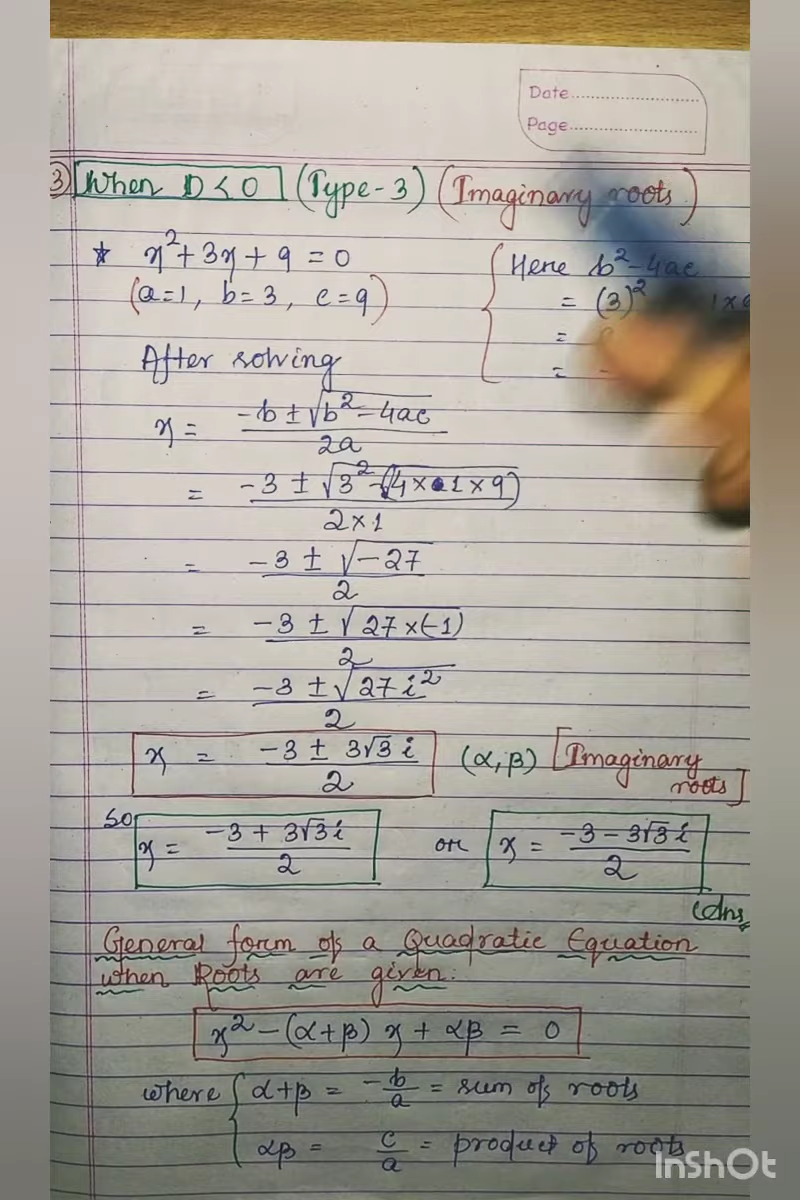 Date
Page
3) When D < 0 (Type-3) (Imaginary roots)
* x² + 3x + 9 = 0
(a=1, b=3, c=9)
Here b² - 4ac
= (3)²
=
=
After solving
x = (-b ± √(b² - 4ac)) / 2a
= (-3 ± √(3² - (4×1×9))) / 2×1
= (-3 ± √-27) / 2
= (-3 ± √(27×(-1))) / 2
= (-3 ± √(27i²)) / 2
x = (-3 ± 3√3 i) / 2 (α, β) [Imaginary roots]
so x = (-3 + 3√3 i) / 2 or x = (-3 - 3√3 i) / 2
(Ans
General form of a Quadratic Equation
when Roots are given:
x² - (α+β) x + αβ = 0
where { α+β = -b/a = sum of roots
αβ = c/a = product of roots
InShOt